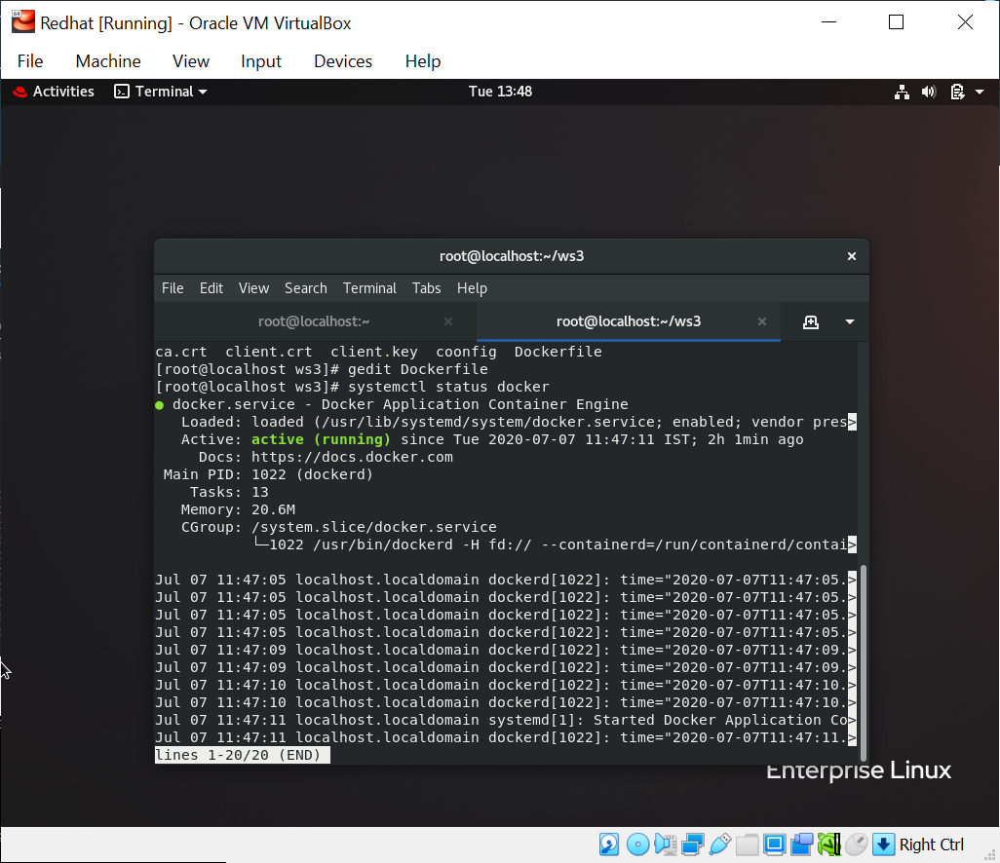 Redhat [Running] - Oracle VM VirtualBox
File Machine View Input Devices Help
Activities Terminal Tue 13:48
root@localhost:~/ws3
File Edit View Search Terminal Tabs Help
root@localhost:~ root@localhost:~/ws3
ca.crt client.crt client.key coonfig Dockerfile
[root@localhost ws3]# gedit Dockerfile
[root@localhost ws3]# systemctl status docker
● docker.service - Docker Application Container Engine
Loaded: loaded (/usr/lib/systemd/system/docker.service; enabled; vendor pres>
Active: active (running) since Tue 2020-07-07 11:47:11 IST; 2h 1min ago
Docs: https://docs.docker.com
Main PID: 1022 (dockerd)
Tasks: 13
Memory: 20.6M
CGroup: /system.slice/docker.service
└─1022 /usr/bin/dockerd -H fd:// --containerd=/run/containerd/contai>
Jul 07 11:47:05 localhost.localdomain dockerd[1022]: time="2020-07-07T11:47:05.>
Jul 07 11:47:05 localhost.localdomain dockerd[1022]: time="2020-07-07T11:47:05.>
Jul 07 11:47:05 localhost.localdomain dockerd[1022]: time="2020-07-07T11:47:05.>
Jul 07 11:47:05 localhost.localdomain dockerd[1022]: time="2020-07-07T11:47:05.>
Jul 07 11:47:09 localhost.localdomain dockerd[1022]: time="2020-07-07T11:47:09.>
Jul 07 11:47:09 localhost.localdomain dockerd[1022]: time="2020-07-07T11:47:09.>
Jul 07 11:47:10 localhost.localdomain dockerd[1022]: time="2020-07-07T11:47:10.>
Jul 07 11:47:10 localhost.localdomain dockerd[1022]: time="2020-07-07T11:47:10.>
Jul 07 11:47:11 localhost.localdomain systemd[1]: Started Docker Application Co>
Jul 07 11:47:11 localhost.localdomain dockerd[1022]: time="2020-07-07T11:47:11.>
lines 1-20/20 (END)
Enterprise Linux
Right Ctrl